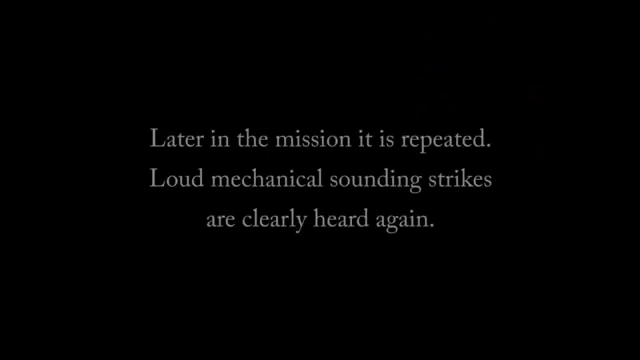 Later in the mission it is repeated.
Loud mechanical sounding strikes
are clearly heard again.